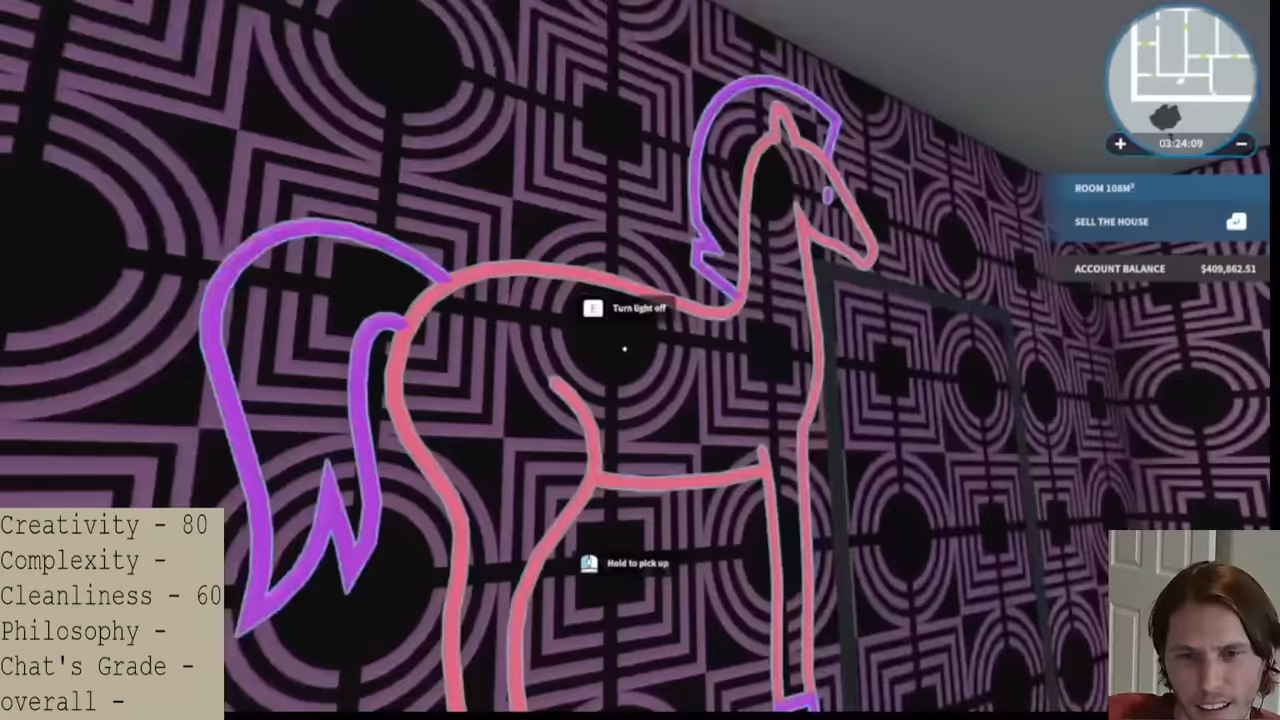 03:24:09
ROOM 108M²
SELL THE HOUSE
ACCOUNT BALANCE $409,862.51
E Turn light off
Hold to pick up
Creativity - 80
Complexity -
Cleanliness - 60
Philosophy -
Chat's Grade -
overall -